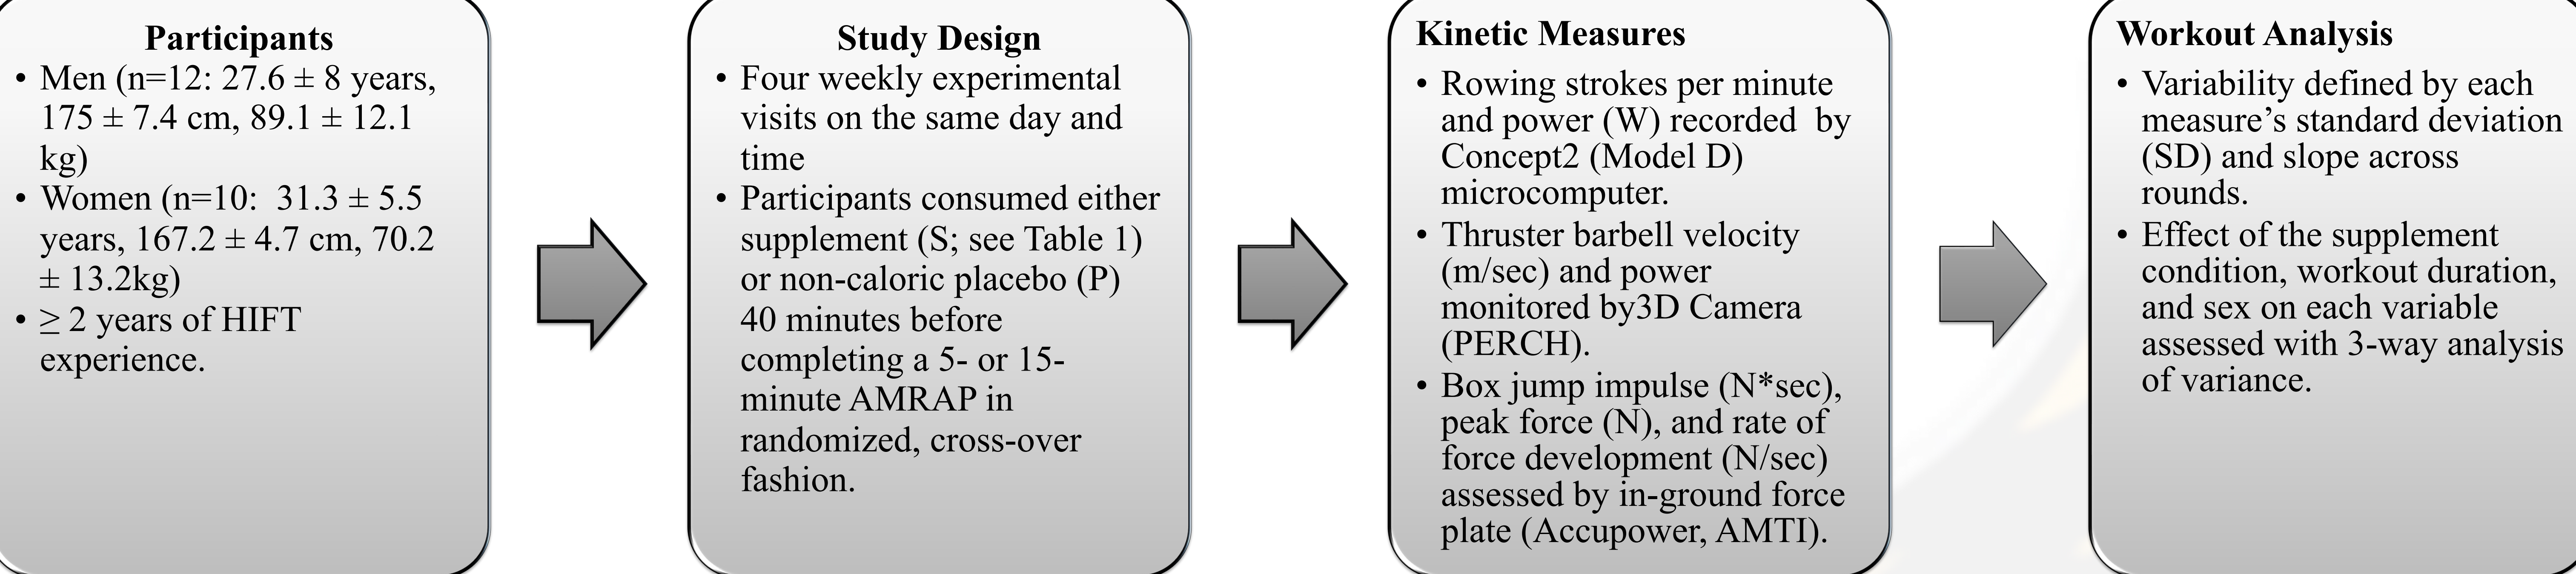 Participants
• Men (n=12: 27.6 ± 8 years,
175 ± 7.4 cm, 89.1 ± 12.1
kg)
• Women (n=10:  31.3 ± 5.5
years, 167.2 ± 4.7 cm, 70.2
± 13.2kg)
• ≥ 2 years of HIFT
experience.
Study Design
• Four weekly experimental
visits on the same day and
time
• Participants consumed either
supplement (S; see Table 1)
or non-caloric placebo (P)
40 minutes before
completing a 5- or 15-
minute AMRAP in
randomized, cross-over
fashion.
Kinetic Measures
• Rowing strokes per minute
and power (W) recorded  by
Concept2 (Model D)
microcomputer.
• Thruster barbell velocity
(m/sec) and power
monitored by3D Camera
(PERCH).
• Box jump impulse (N*sec),
peak force (N), and rate of
force development (N/sec)
assessed by in-ground force
plate (Accupower, AMTI).
Workout Analysis
• Variability defined by each
measure’s standard deviation
(SD) and slope across
rounds.
• Effect of the supplement
condition, workout duration,
and sex on each variable
assessed with 3-way analysis
of variance.